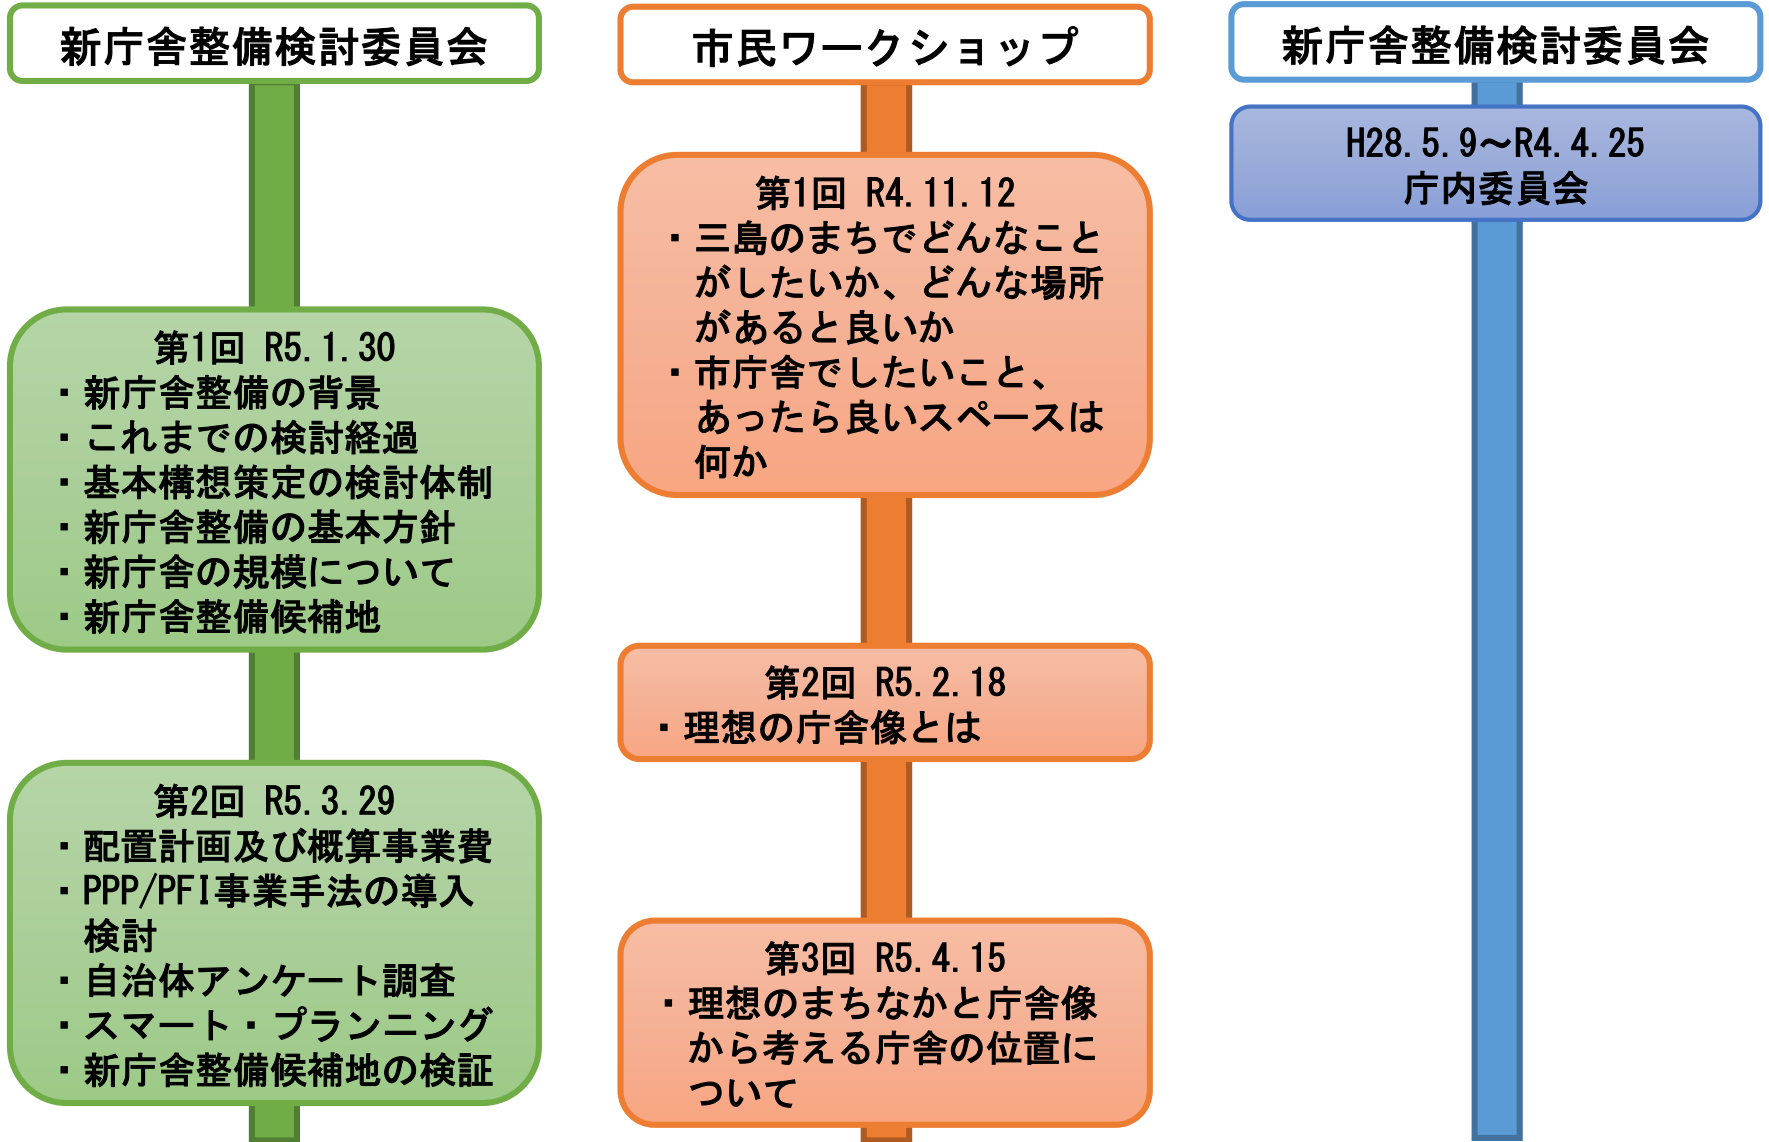 新庁舎整備検討委員会
第1回 R5.1.30
・新庁舎整備の背景
・これまでの検討経過
・基本構想策定の検討体制
・新庁舎整備の基本方針
・新庁舎の規模について
・新庁舎整備候補地
第2回 R5.3.29
・配置計画及び概算事業費
・PPP/PFI事業手法の導入
検討
・自治体アンケート調査
・スマート・プランニング
・新庁舎整備候補地の検証
市民ワークショップ
第1回 R4.11.12
・三島のまちでどんなこと
がしたいか、どんな場所
があると良いか
・市庁舎でしたいこと、
あったら良いスペースは
何か
第2回 R5.2.18
・理想の庁舎像とは
第3回 R5.4.15
・理想のまちなかと庁舎像
から考える庁舎の位置に
ついて
新庁舎整備検討委員会
H28.5.9～R4.4.25
庁内委員会